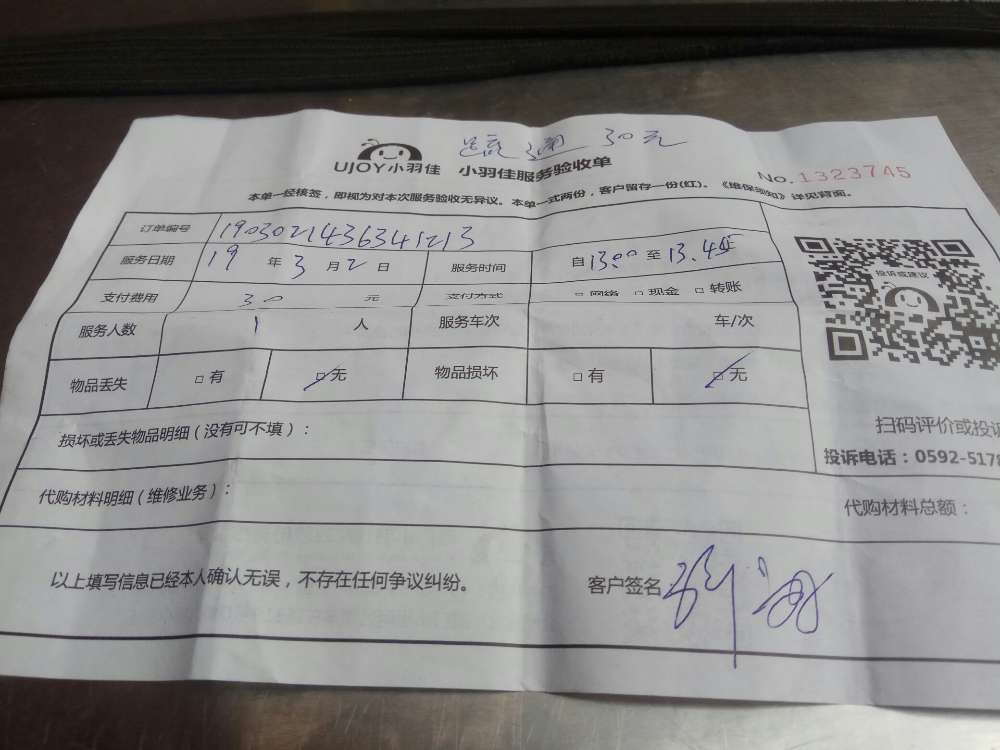 疏通 30元
UJOY小羽佳 小羽佳服务验收单
No. 1323745
本单一经核签，即视为对本次服务验收无异议。本单一式两份，客户留存一份(红)。《维保须知》详见背面。
订单编号 190302143634 1213
服务日期 19 年 3 月 2 日 服务时间 自 13.00 至 13.45
支付费用 30 元 支付方式 □ 网络 □ 现金 □ 转账
服务人数 1 人 服务车次 车/次
物品丢失 □ 有 □ 无 物品损坏 □ 有 □ 无
投诉或建议
扫码评价或投诉
损坏或丢失物品明细（没有可不填）：
投诉电话：0592-5178
代购材料明细（维修业务）： 代购材料总额：
以上填写信息已经本人确认无误，不存在任何争议纠纷。 客户签名